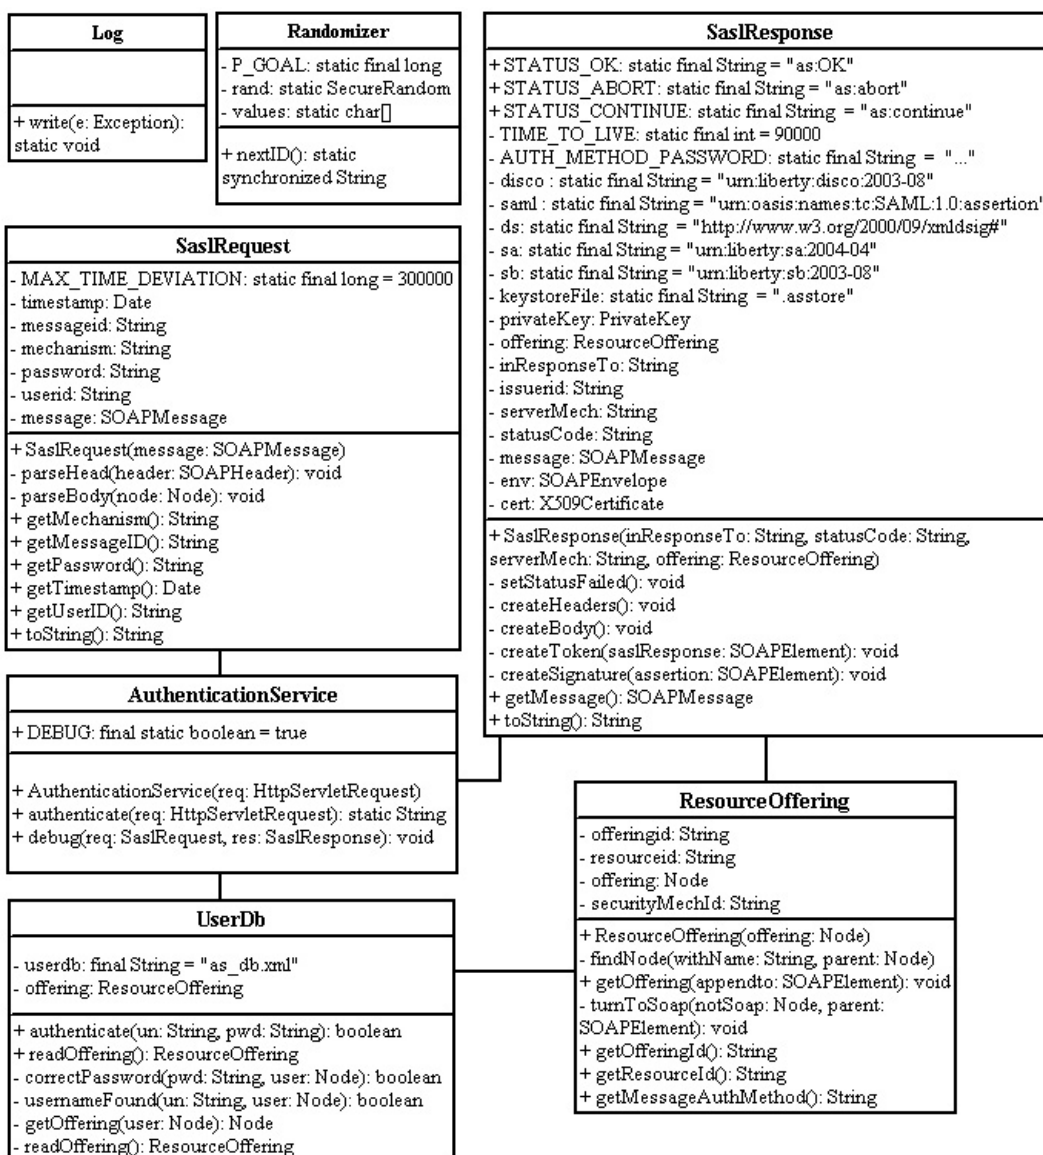 Log
+ write(e: Exception):
static void
Randomizer
- P_GOAL: static final long
- rand: static SecureRandom
- values: static char[]
+ nextID(): static
synchronized String
SaslResponse
+ STATUS_OK: static final String = "as:OK"
+ STATUS_ABORT: static final String = "as:abort"
+ STATUS_CONTINUE: static final String = "as:continue"
- TIME_TO_LIVE: static final int = 90000
- AUTH_METHOD_PASSWORD: static final String = "..."
- disco : static final String = "urn:liberty:disco:2003-08"
- saml : static final String = "urn:oasis:names:tc:SAML:1.0:assertion"
- ds: static final String = "http://www.w3.org/2000/09/xmldsig#"
- sa: static final String = "urn:liberty:sa:2004-04"
- sb: static final String = "urn:liberty:sb:2003-08"
- keystoreFile: static final String = ".asstore"
- privateKey: PrivateKey
- offering: ResourceOffering
- inResponseTo: String
- issuerid: String
- serverMech: String
- statusCode: String
- message: SOAPMessage
- env: SOAPEnvelope
- cert: X509Certificate
+ SaslResponse(inResponseTo: String, statusCode: String,
serverMech: String, offering: ResourceOffering)
- setStatusFailed(): void
- createHeaders(): void
- createBody(): void
- createToken(saslResponse: SOAPElement): void
- createSignature(assertion: SOAPElement): void
+ getMessage(): SOAPMessage
+ toString(): String
SaslRequest
- MAX_TIME_DEVIATION: static final long = 300000
- timestamp: Date
- messageid: String
- mechanism: String
- password: String
- userid: String
- message: SOAPMessage
+ SaslRequest(message: SOAPMessage)
- parseHead(header: SOAPHeader): void
- parseBody(node: Node): void
+ getMechanism(): String
+ getMessageID(): String
+ getPassword(): String
+ getTimestamp(): Date
+ getUserID(): String
+ toString(): String
AuthenticationService
+ DEBUG: final static boolean = true
+ AuthenticationService(req: HttpServletRequest)
+ authenticate(req: HttpServletRequest): static String
+ debug(req: SaslRequest, res: SaslResponse): void
ResourceOffering
- offeringid: String
- resourceid: String
- offering: Node
- securityMechId: String
+ ResourceOffering(offering: Node)
- findNode(withName: String, parent: Node)
+ getOffering(appendto: SOAPElement): void
- turnToSoap(notSoap: Node, parent:
SOAPElement): void
+ getOfferingId(): String
+ getResourceId(): String
+ getMessageAuthMethod(): String
UserDb
- userdb: final String = "as_db.xml"
- offering: ResourceOffering
+ authenticate(un: String, pwd: String): boolean
+ readOffering(): ResourceOffering
- correctPassword(pwd: String, user: Node): boolean
- usernameFound(un: String, user: Node): boolean
- getOffering(user: Node): Node
- readOffering(): ResourceOffering